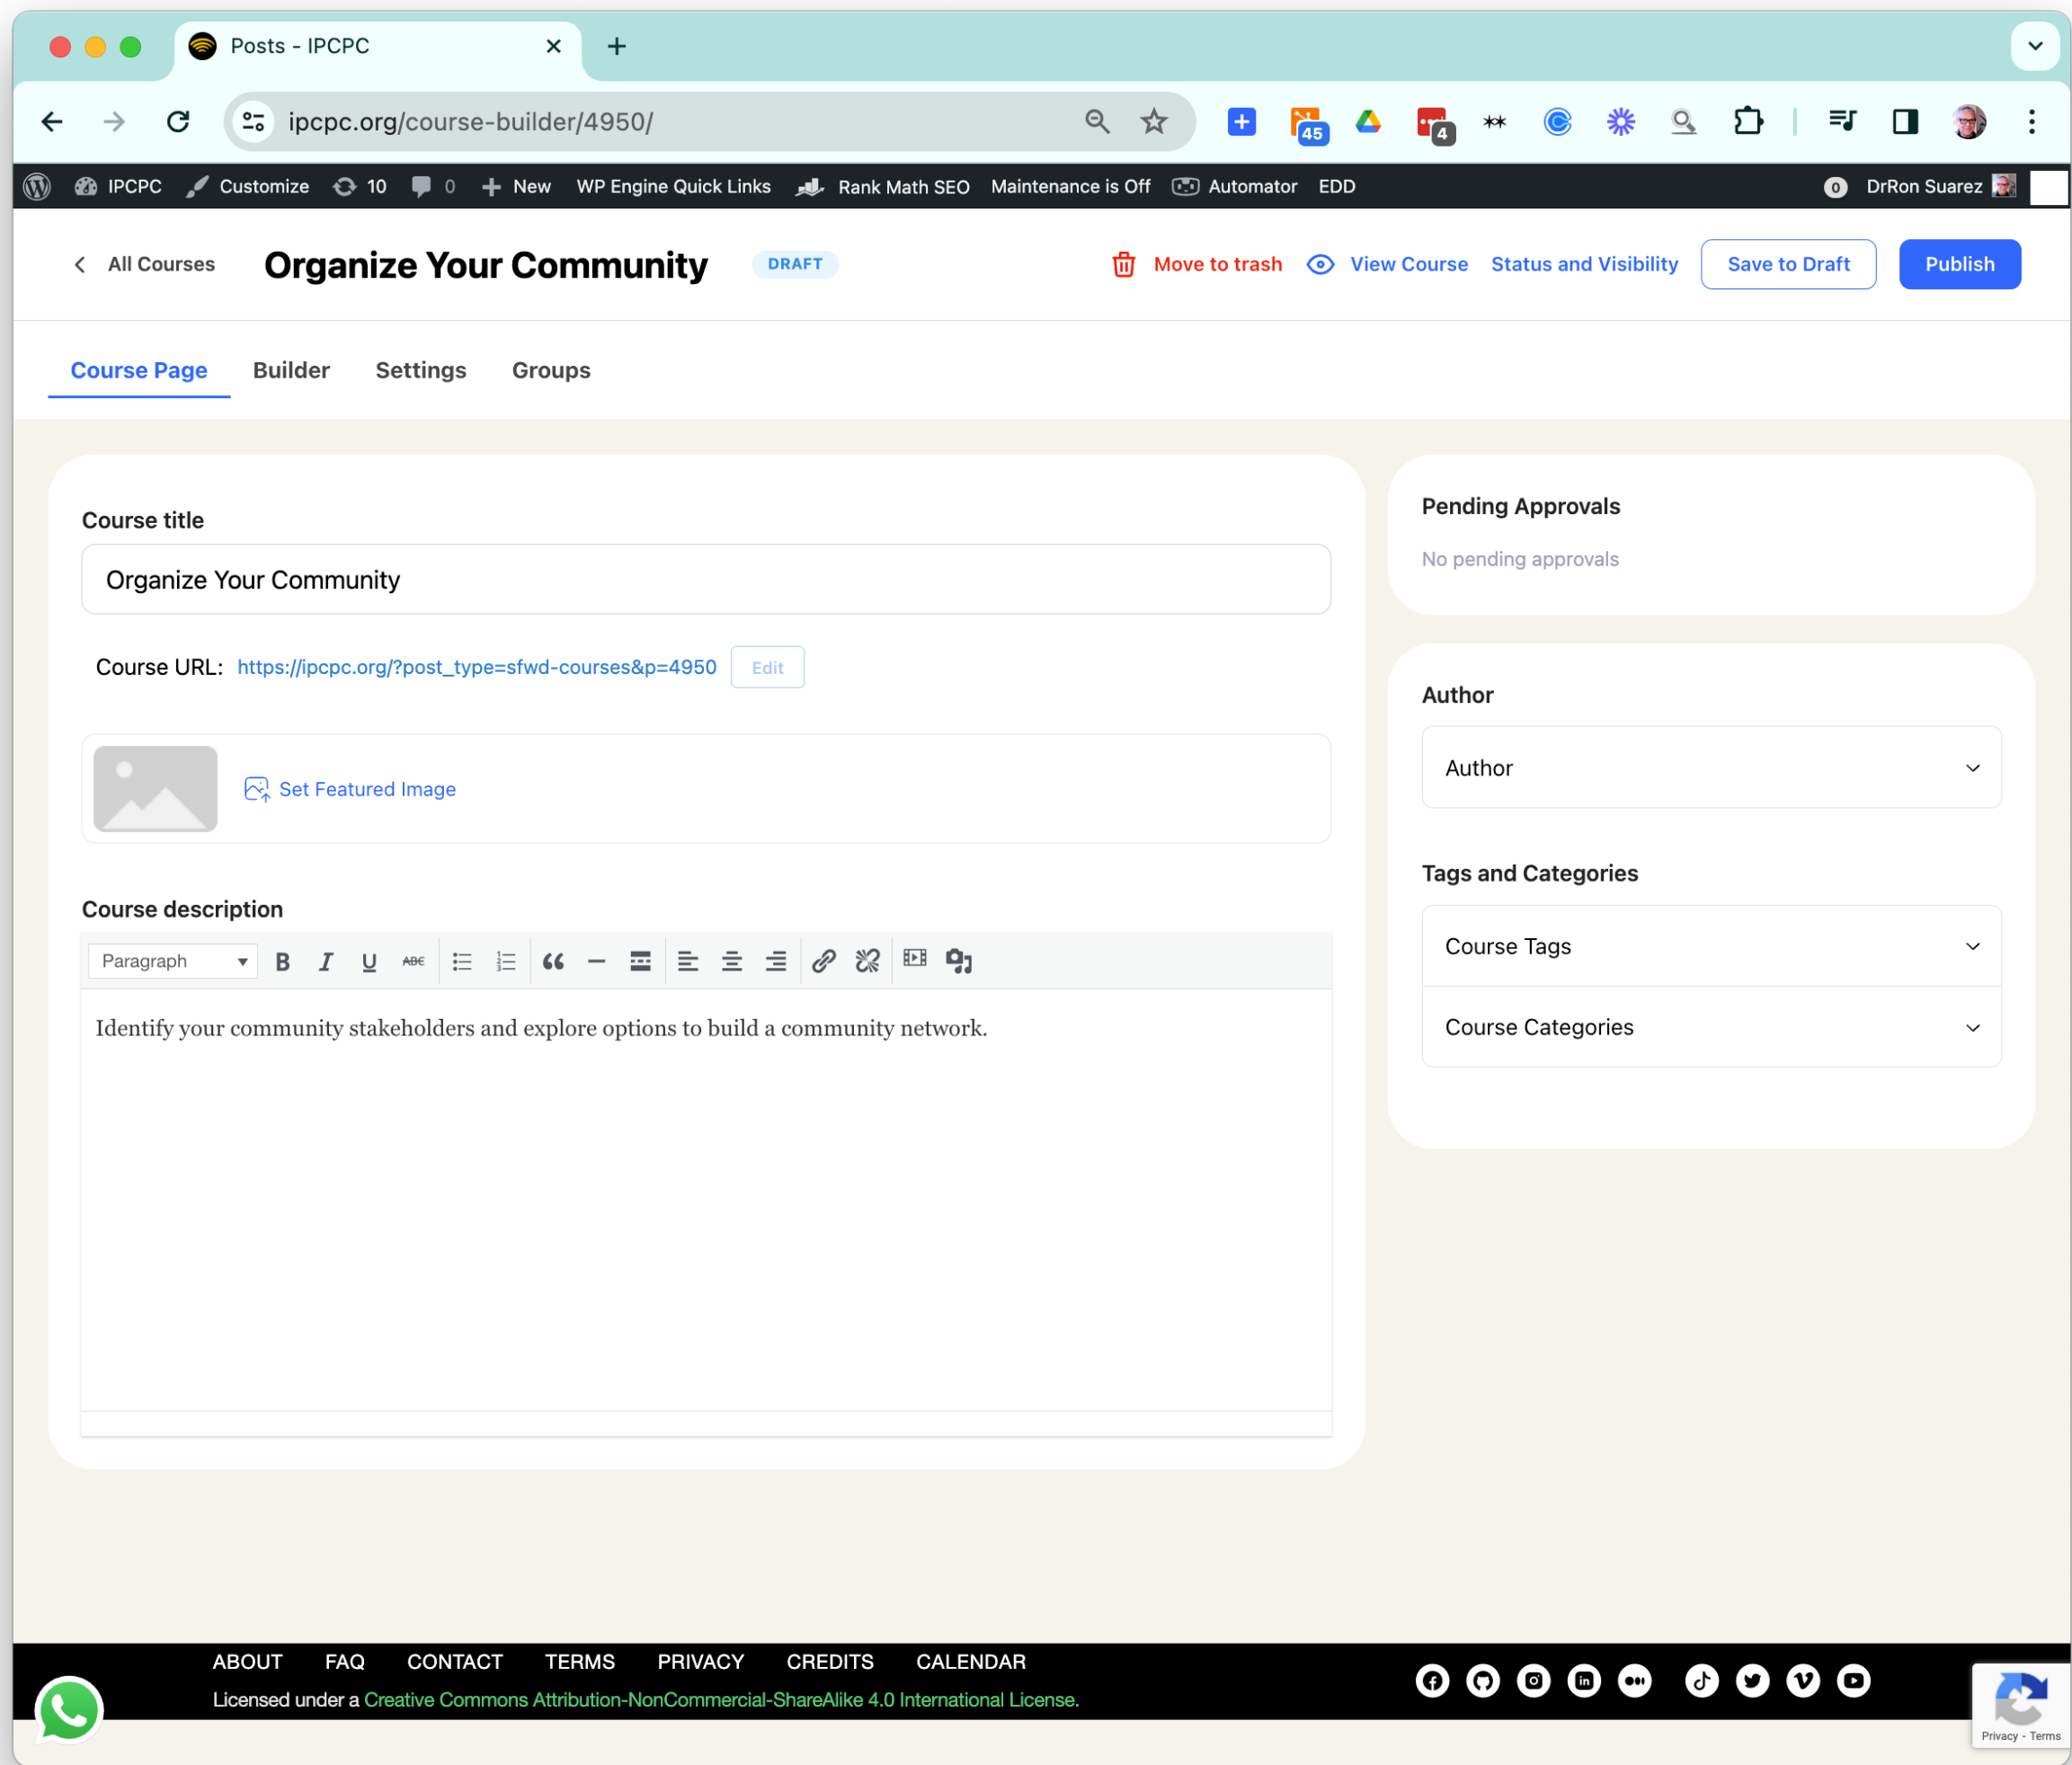 Posts - IPCPC
ipcpc.org/course-builder/4950/
45
4
IPCPC Customize 10 0 New WP Engine Quick Links Rank Math SEO Maintenance is Off Automator EDD 0 DrRon Suarez
All Courses Organize Your Community DRAFT Move to trash View Course Status and Visibility Save to Draft Publish
Course Page Builder Settings Groups
Course title
Organize Your Community
Course URL: https://ipcpc.org/?post_type=sfwd-courses&p=4950 Edit
Set Featured Image
Course description
Paragraph B I U ABC
Identify your community stakeholders and explore options to build a community network.
Pending Approvals
No pending approvals
Author
Author
Tags and Categories
Course Tags
Course Categories
ABOUT FAQ CONTACT TERMS PRIVACY CREDITS CALENDAR
Licensed under a Creative Commons Attribution-NonCommercial-ShareAlike 4.0 International License.
Privacy - Terms